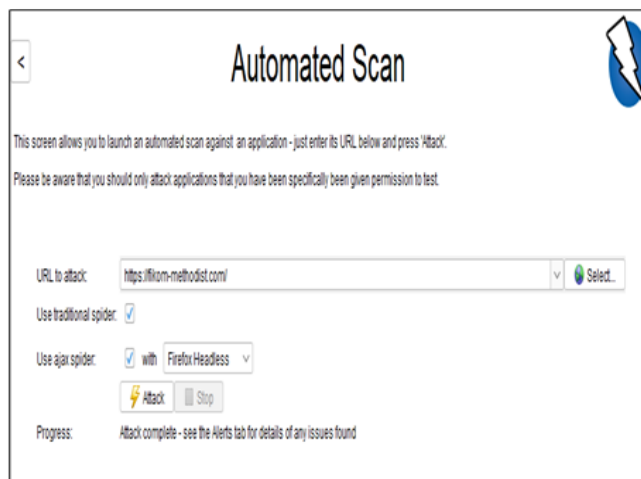 <
Automated Scan
This screen allows you to launch an automated scan against an application - just enter its URL below and press 'Attack'.
Please be aware that you should only attack applications that you have been specifically been given permission to test.
URL to attack: https://fikom-methodist.com/ Select...
Use traditional spider:
Use ajax spider: with Firefox Headless
Attack Stop
Progress: Attack complete - see the Alerts tab for details of any issues found